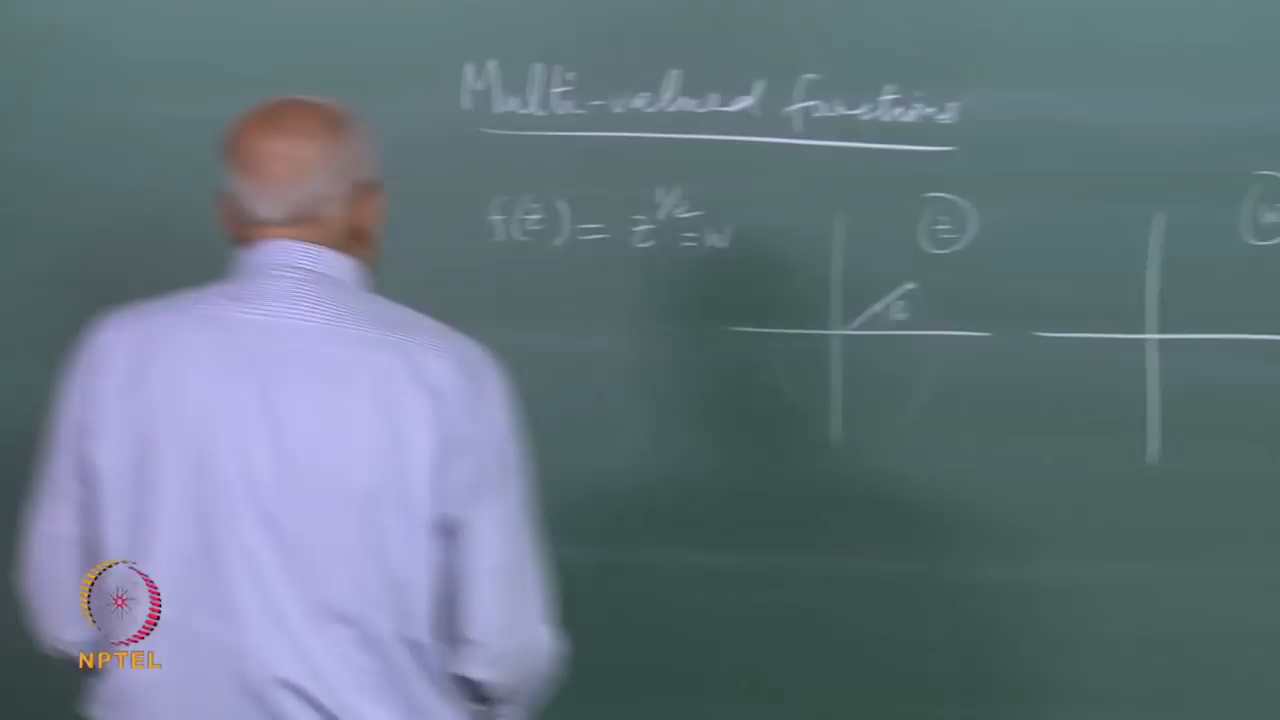 Multi-valued functions
f(z) = z^{1/2} = w
z
NPTEL